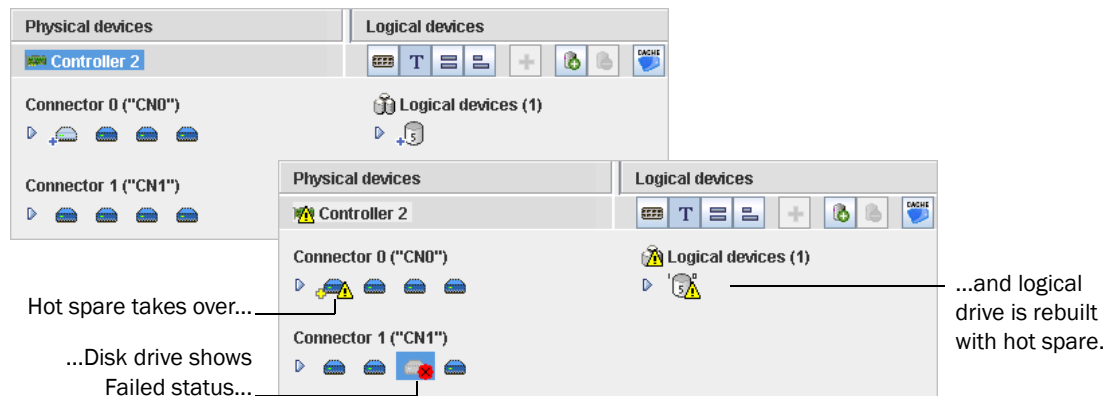 Physical devices
Logical devices
Controller 2
T
CACHE
Connector 0 ("CN0")
Logical devices (1)
5
Connector 1 ("CN1")
Physical devices
Logical devices
Controller 2
T
CACHE
Connector 0 ("CN0")
Logical devices (1)
5
Hot spare takes over...
...and logical
drive is rebuilt
with hot spare.
Connector 1 ("CN1")
...Disk drive shows
Failed status...